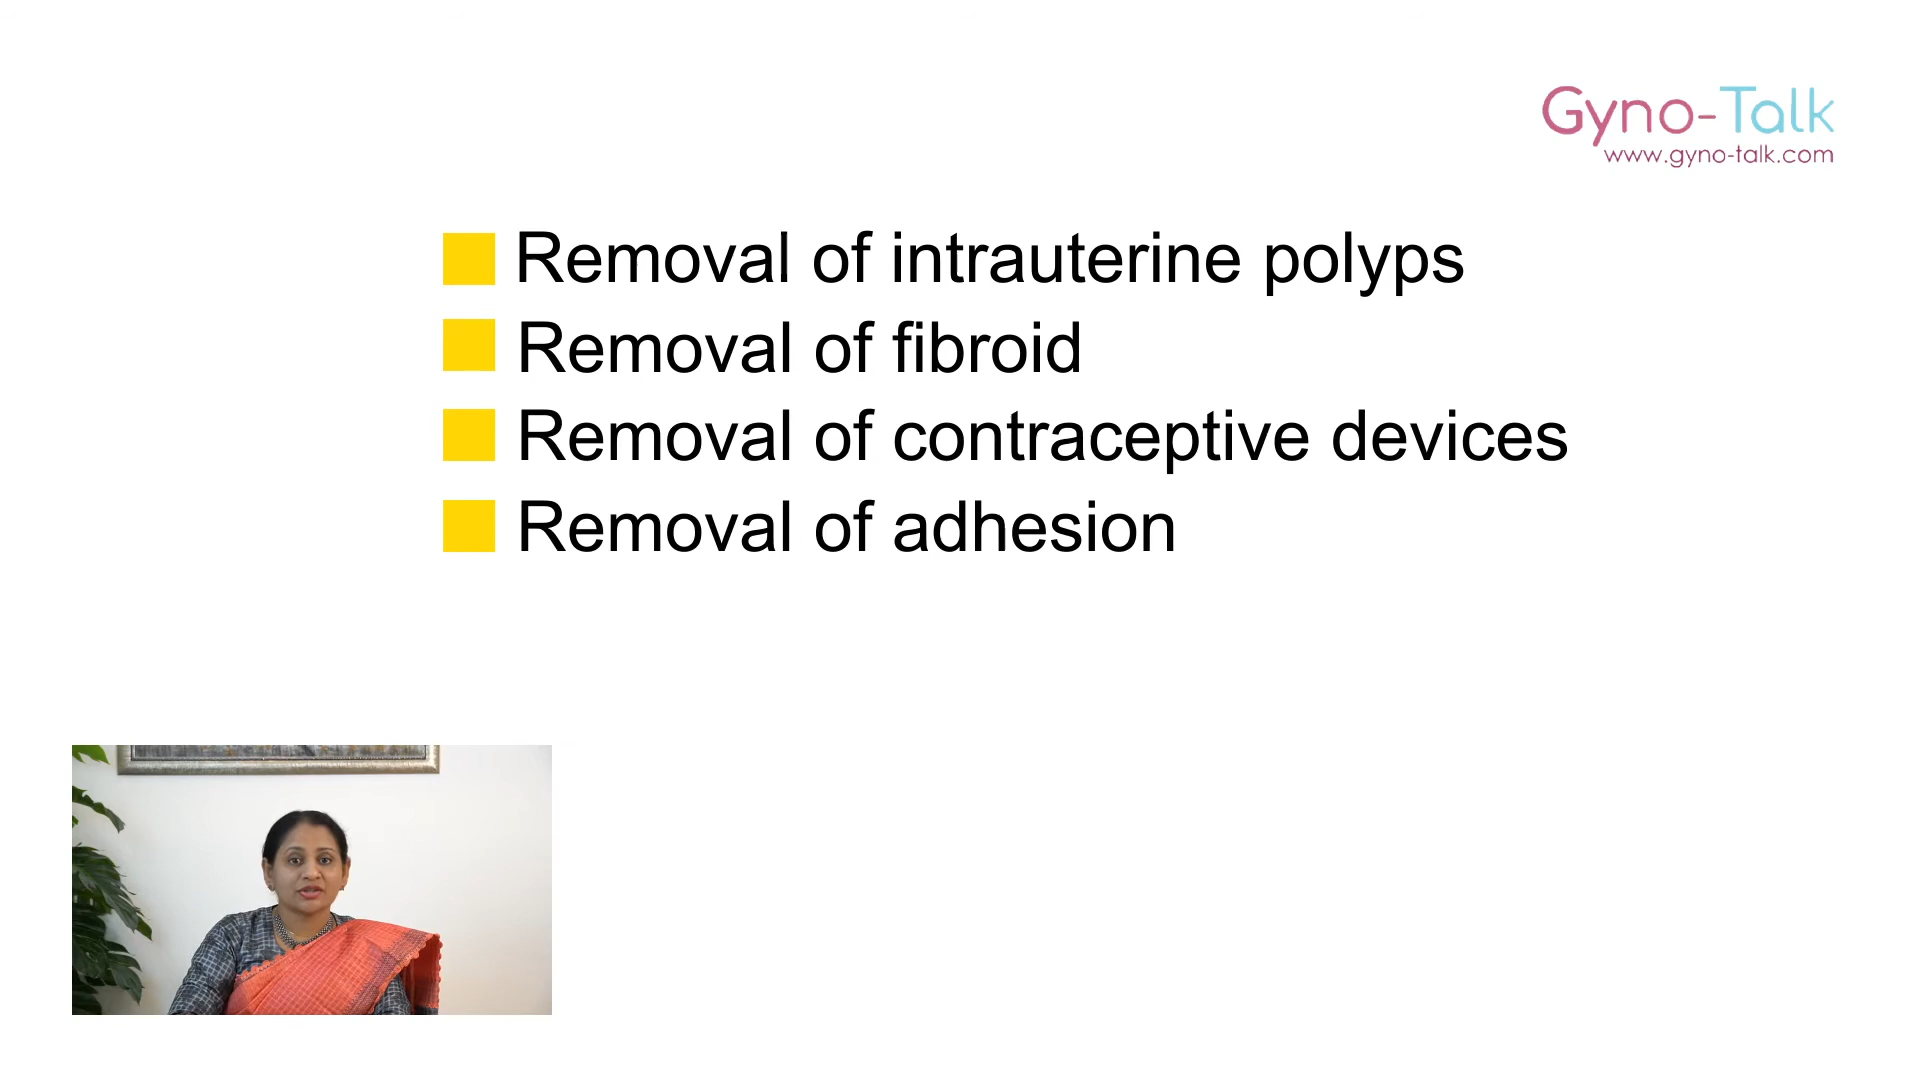 Gyno-Talk
www.gyno-talk.com
Removal of intrauterine polyps
Removal of fibroid
Removal of contraceptive devices
Removal of adhesion